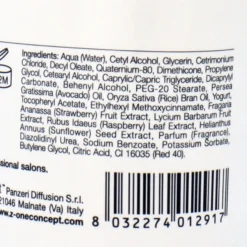 Ingredients: Aqua (Water), Cetyl Alcohol, Glycerin, Cetrimonium
Chloride, Decyl Oleate, Quaternium-80, Dimethicone, Propylene
Glycol, Cetearyl Alcohol, Caprylic/Capric Triglyceride, Dicaprylyl
Carbonate, Behenyl Alcohol, PEG-20 Stearate, Persea
Gratissima (Avocado) Oil, Oryza Sativa (Rice) Bran Oil, Yogurt,
Tocopheryl Acetate, Ethylhexyl Methoxycinnamate, Fragaria
Ananassa (Strawberry) Fruit Extract, Lycium Barbarum Fruit
Extract, Rubus Idaeus (Raspberry) Leaf Extract, Helianthus
Annuus (Sunflower) Seed Extract, Parfum (Fragrance),
Diazolidinyl Urea, Sodium Benzoate, Potassium Sorbate,
Butylene Glycol, Citric Acid, CI 16035 (Red 40).
2M
sional salons.
Panzeri Diffusion S.r.l.
21046 Malnate (Va) Italy
www.z-oneconcept.com
8 032274 012917